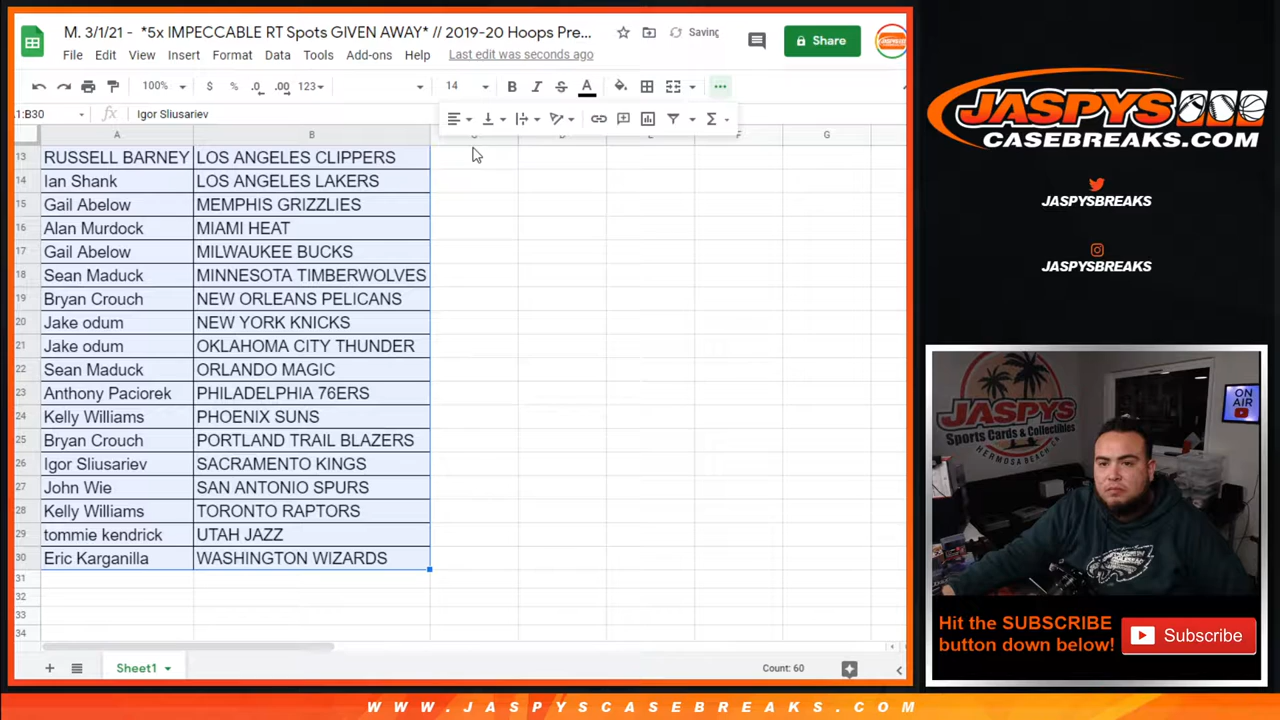 M. 3/1/21 - *5x IMPECCABLE RT Spots GIVEN AWAY* // 2019-20 Hoops Pre...
Saving
Share
File Edit View Insert Format Data Tools Add-ons Help Last edit was seconds ago
100% $ % .0 .00 123 14 B I S A
1:B30 fx Igor Sliusariev
A B F G
13 RUSSELL BARNEY LOS ANGELES CLIPPERS
14 Ian Shank LOS ANGELES LAKERS
15 Gail Abelow MEMPHIS GRIZZLIES
16 Alan Murdock MIAMI HEAT
17 Gail Abelow MILWAUKEE BUCKS
18 Sean Maduck MINNESOTA TIMBERWOLVES
19 Bryan Crouch NEW ORLEANS PELICANS
20 Jake odum NEW YORK KNICKS
21 Jake odum OKLAHOMA CITY THUNDER
22 Sean Maduck ORLANDO MAGIC
23 Anthony Paciorek PHILADELPHIA 76ERS
24 Kelly Williams PHOENIX SUNS
25 Bryan Crouch PORTLAND TRAIL BLAZERS
26 Igor Sliusariev SACRAMENTO KINGS
27 John Wie SAN ANTONIO SPURS
28 Kelly Williams TORONTO RAPTORS
29 tommie kendrick UTAH JAZZ
30 Eric Karganilla WASHINGTON WIZARDS
31
32
33
34
Sheet1
Count: 60
JASPYS
CASEBREAKS.COM
JASPYSBREAKS
JASPYSBREAKS
JASPYS
Sports Cards & Collectibles
HERMOSA BEACH CA
ON
AIR
Hit the SUBSCRIBE
button down below!
Subscribe
WWW.JASPYSCASEBREAKS.COM